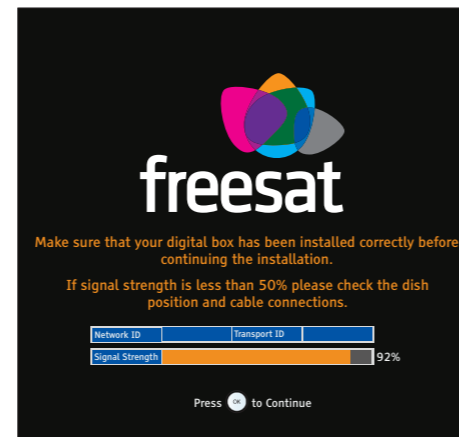 freesat
Make sure that your digital box has been installed correctly before
continuing the installation.
If signal strength is less than 50% please check the dish
position and cable connections.
Network ID Transport ID
Signal Strength 92%
Press OK to Continue